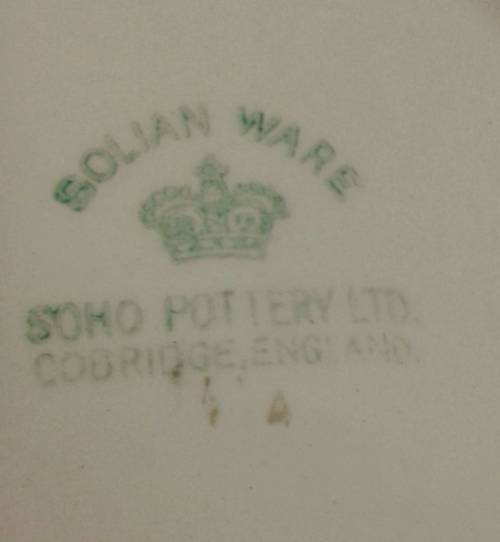 SOLIAN WARE
SOHO POTTERY LTD.
COBRIDGE, ENGLAND.
A